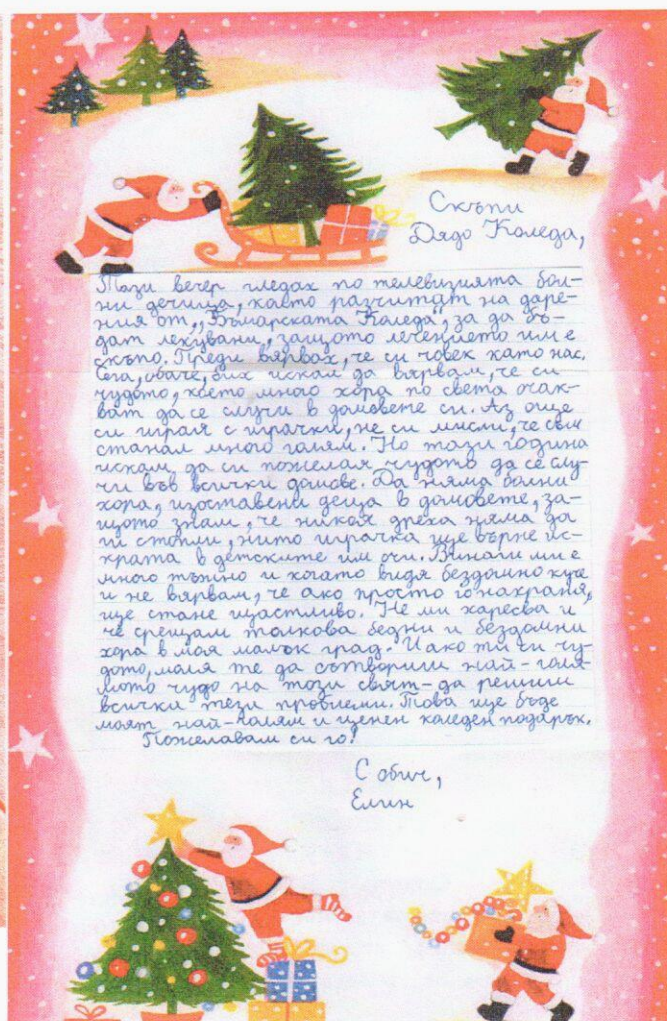 Скъпи
Дядо Коледа,
Тази вечер гледах по телевизията бол-
ни дечица, които разчитат на даре-
ния от „Българската Коледа“, за да бъ-
дат лекувани, защото лечението им е
скъпо. Преди вярвах, че си човек като нас.
Сега, обаче, бих искал да вярвам, че си
чудото, което много хора по света очак-
ват да се случи в домовете си. Аз още
си играя с играчки, не си мисли, че съм
станал много голям. Но тази година
искам да си пожелая чудото да се слу-
чи във всички домове. Да няма болни
хора, изоставени деца в домовете, за-
щото знам, че никоя дреха няма да
ги стопли, нито играчка ще върне ис-
крата в детските им очи. Винаги ми е
много тъжно и когато видя бездомно куче
и не вярвам, че ако просто го нахраня,
ще стане щастливо. Не ми харесва и
че срещам толкова бедни и бездомни
хора в моя малък град. И ако ти си чу-
дото, моля те да сътвориш най-голя-
мото чудо на този свят-да решиш
всички тези проблеми. Това ще бъде
моят най-голям и ценен коледен подарък.
Пожелавам си го!
С обич,
Елин